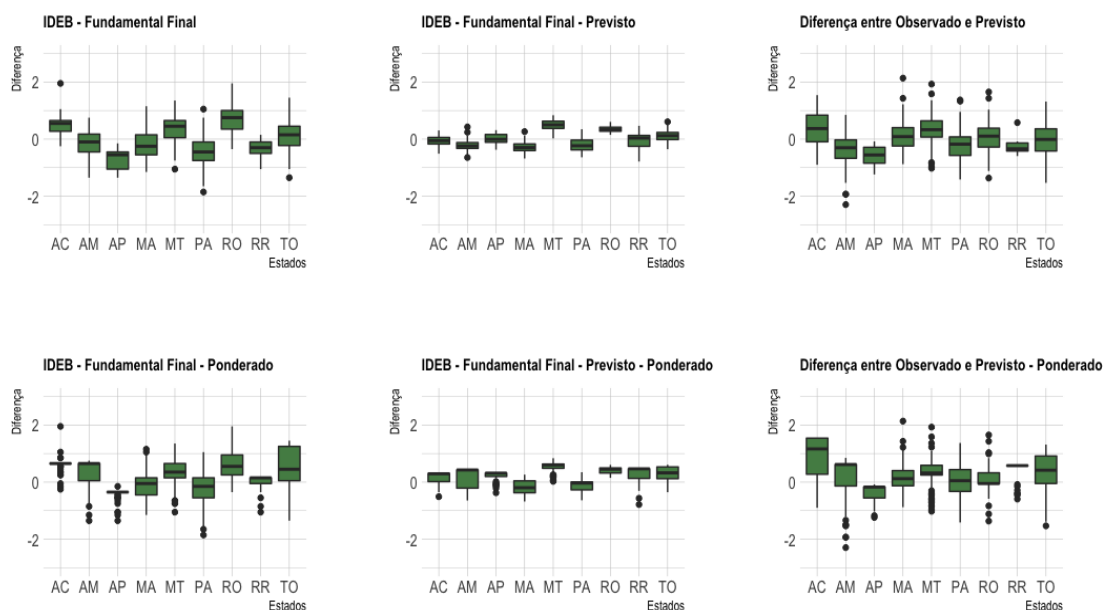 IDEB - Fundamental Final
IDEB - Fundamental Final - Previsto
Diferença entre Observado e Previsto
Diferença
2
0
-2
AC AM AP MA MT PA RO RR TO
Estados
Diferença
2
0
-2
AC AM AP MA MT PA RO RR TO
Estados
Diferença
2
0
-2
AC AM AP MA MT PA RO RR TO
Estados
IDEB - Fundamental Final - Ponderado
IDEB - Fundamental Final - Previsto - Ponderado
Diferença entre Observado e Previsto - Ponderado
Diferença
2
0
-2
AC AM AP MA MT PA RO RR TO
Estados
Diferença
2
0
-2
AC AM AP MA MT PA RO RR TO
Estados
Diferença
2
0
-2
AC AM AP MA MT PA RO RR TO
Estados